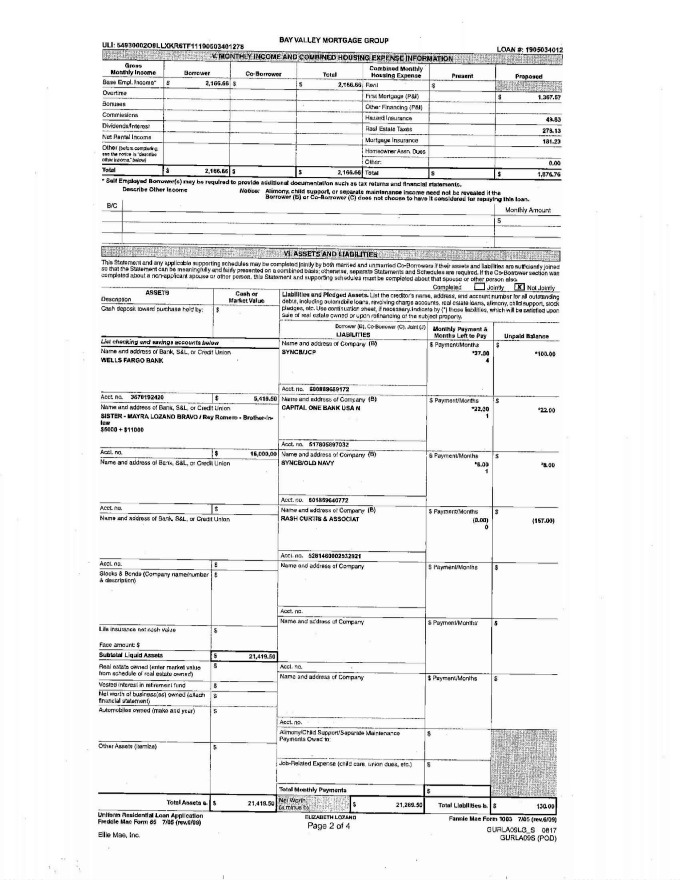 BAY VALLEY MORTGAGE GROUP
LOAN #: 1905034012
V. MONTHLY INCOME AND COMBINED HOUSING EXPENSE INFORMATION
Gross Monthly Income Borrower Co-Borrower Total Combined Monthly Housing Expense Present Proposed
Base Empl. Income* $ 2,166.66 $ $ 2,166.66 Rent $
Overtime First Mortgage (P&I) $ 1,367.57
Bonuses Other Financing (P&I)
Commissions Hazard Insurance
Dividends/Interest Real Estate Taxes 275.13
Net Rental Income Mortgage Insurance 181.23
Other (before completing, see the notice in "describe other income," below) Homeowner Assn. Dues
Other: 0.00
Total $ 2,166.66 $ $ 2,166.66 Total $ $ 1,876.76
* Self Employed Borrower(s) may be required to provide additional documentation such as tax returns and financial statements.
Describe Other Income Notice: Alimony, child support, or separate maintenance income need not be revealed if the
Borrower (B) or Co-Borrower (C) does not choose to have it considered for repaying this loan.
B/C Monthly Amount
$
VI. ASSETS AND LIABILITIES
This Statement and any applicable supporting schedules may be completed jointly by both married and unmarried Co-Borrowers if their assets and liabilities are sufficiently joined
so that the Statement can be meaningfully and fairly presented on a combined basis; otherwise, separate Statements and Schedules are required. If the Co-Borrower section was
completed about a non-applicant spouse or other person, this Statement and supporting schedules must be completed about that spouse or other person also.
Completed Jointly X Not Jointly
ASSETS Cash or Market Value
Description
Cash deposit toward purchase held by: $
Liabilities and Pledged Assets. List the creditor's name, address, and account number for all outstanding
debts, including automobile loans, revolving charge accounts, real estate loans, alimony, child support, stock
pledges, etc. Use continuation sheet, if necessary. Indicate by (*) those liabilities, which will be satisfied upon
sale of real estate owned or upon refinancing of the subject property.
Borrower (B), Co-Borrower (C), Joint (J)
LIABILITIES Monthly Payment & Months Left to Pay Unpaid Balance
List checking and savings accounts below
Name and address of Bank, S&L, or Credit Union
WELLS FARGO BANK
Name and address of Company (B) $ Payment/Months $
SYNCB/JCP *27.00 *100.00
4
Acct. no. 3678192426 $ 5,419.50
Name and address of Bank, S&L, or Credit Union
SISTER - MAYRA LOZANO BRAVO / Rey Romero - Brother-in-law
$5000 + $11000
Name and address of Company (B) $ Payment/Months $
CAPITAL ONE BANK USA N *22.00 *22.00
1
Acct. no. 517805897032
Acct. no. $ 16,000.00
Name and address of Bank, S&L, or Credit Union
Name and address of Company (B) $ Payment/Months $
SYNCB/OLD NAVY *8.00 *8.00
1
Acct. no. 601859640772
Acct. no. $
Name and address of Bank, S&L, or Credit Union
Name and address of Company (B) $ Payment/Months $
RASH CURTIS & ASSOCIAT (0.00) (157.00)
0
Acct. no. $
Stocks & Bonds (Company name/number & description) $
Name and address of Company $ Payment/Months $
Acct. no.
Life insurance net cash value $
Face amount: $
Name and address of Company $ Payment/Months $
Subtotal Liquid Assets $ 21,419.50
Real estate owned (enter market value from schedule of real estate owned) $
Vested interest in retirement fund $
Net worth of business(es) owned (attach financial statement) $
Automobiles owned (make and year) $
Acct. no.
Name and address of Company $ Payment/Months $
Acct. no.
Alimony/Child Support/Separate Maintenance Payments Owed to: $
Other Assets (itemize) $
Job-Related Expense (child care, union dues, etc.) $
Total Monthly Payments $
Total Assets a. $ 21,419.50 Net Worth (a minus b) $ 21,289.50 Total Liabilities b. $ 130.00
Uniform Residential Loan Application
Freddie Mac Form 65 7/05 (rev.6/09)
ELIZABETH LOZANO
Page 2 of 4
Fannie Mae Form 1003 7/05 (rev.6/09)
Ellie Mae, Inc.
GURLA09LG_S 0817
GURLA09S (POD)